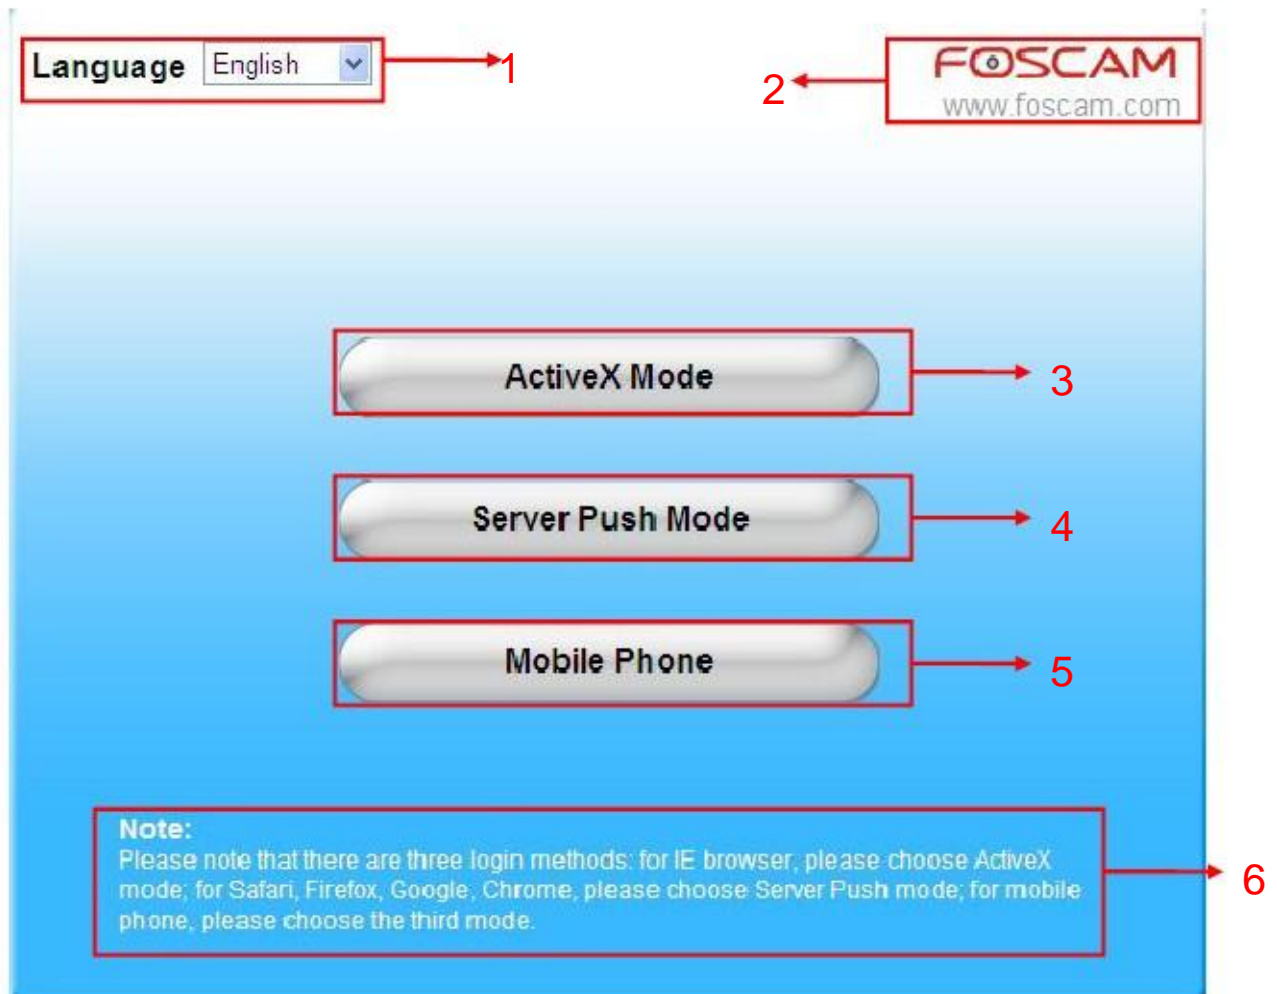 Language English
1
FOSCAM
www.foscam.com
2
ActiveX Mode
3
Server Push Mode
4
Mobile Phone
5
Note:
Please note that there are three login methods: for IE browser, please choose ActiveX
mode; for Safari, Firefox, Google, Chrome, please choose Server Push mode; for mobile
phone, please choose the third mode.
6